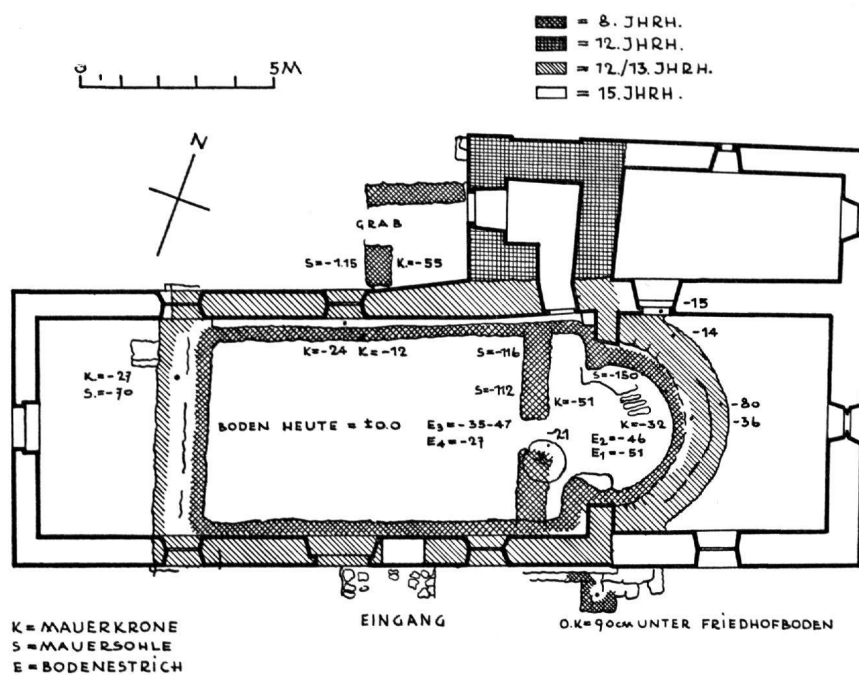 = 8. JHRH.
= 12. JHRH.
= 12./13. JHRH.
= 15. JHRH.
0 5 M
N
GRAB
S=-1.15 K=-55
-15
-14
K=-24 K=-12
S=-116
S=-150
K=-27
S.=-70
S=-112
K=-51
-80
-36
BODEN HEUTE = ±0.0
E3=-35-47
E4=-27
K=-32
-21
E2=-46
E1=-51
EINGANG
O.K=90cm UNTER FRIEDHOFBODEN
K= MAUERKRONE
S= MAUERSOHLE
E= BODENESTRICH